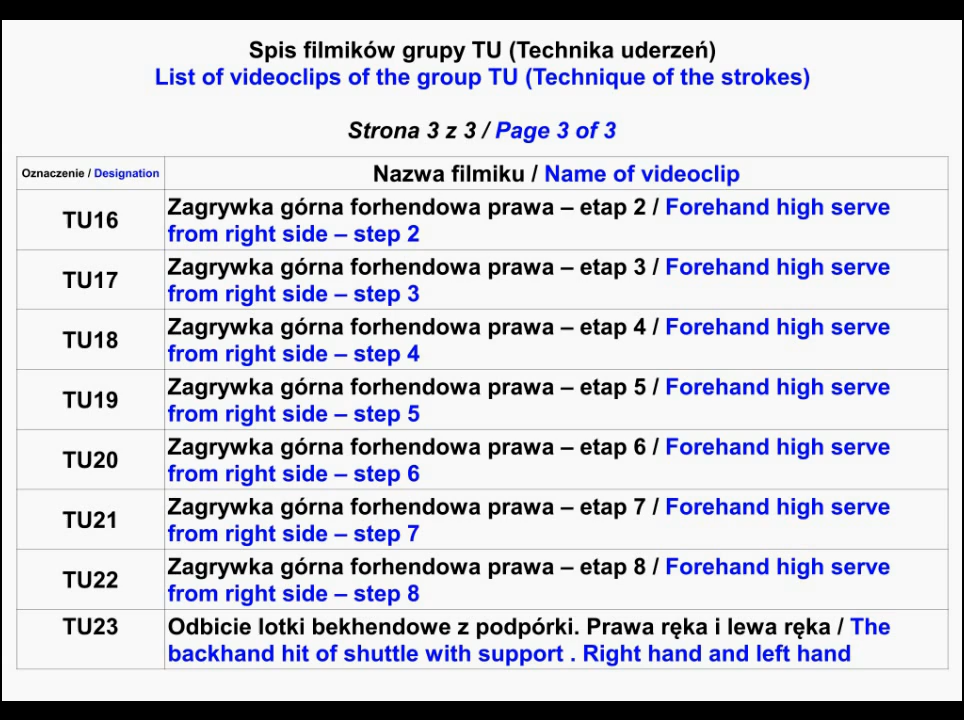 Spis filmików grupy TU (Technika uderzeń)
List of videoclips of the group TU (Technique of the strokes)
Strona 3 z 3 / Page 3 of 3
Oznaczenie / Designation Nazwa filmiku / Name of videoclip
TU16 Zagrywka górna forhendowa prawa – etap 2 / Forehand high serve
from right side – step 2
TU17 Zagrywka górna forhendowa prawa – etap 3 / Forehand high serve
from right side – step 3
TU18 Zagrywka górna forhendowa prawa – etap 4 / Forehand high serve
from right side – step 4
TU19 Zagrywka górna forhendowa prawa – etap 5 / Forehand high serve
from right side – step 5
TU20 Zagrywka górna forhendowa prawa – etap 6 / Forehand high serve
from right side – step 6
TU21 Zagrywka górna forhendowa prawa – etap 7 / Forehand high serve
from right side – step 7
TU22 Zagrywka górna forhendowa prawa – etap 8 / Forehand high serve
from right side – step 8
TU23 Odbicie lotki bekhendowe z podpórki. Prawa ręka i lewa ręka / The
backhand hit of shuttle with support . Right hand and left hand